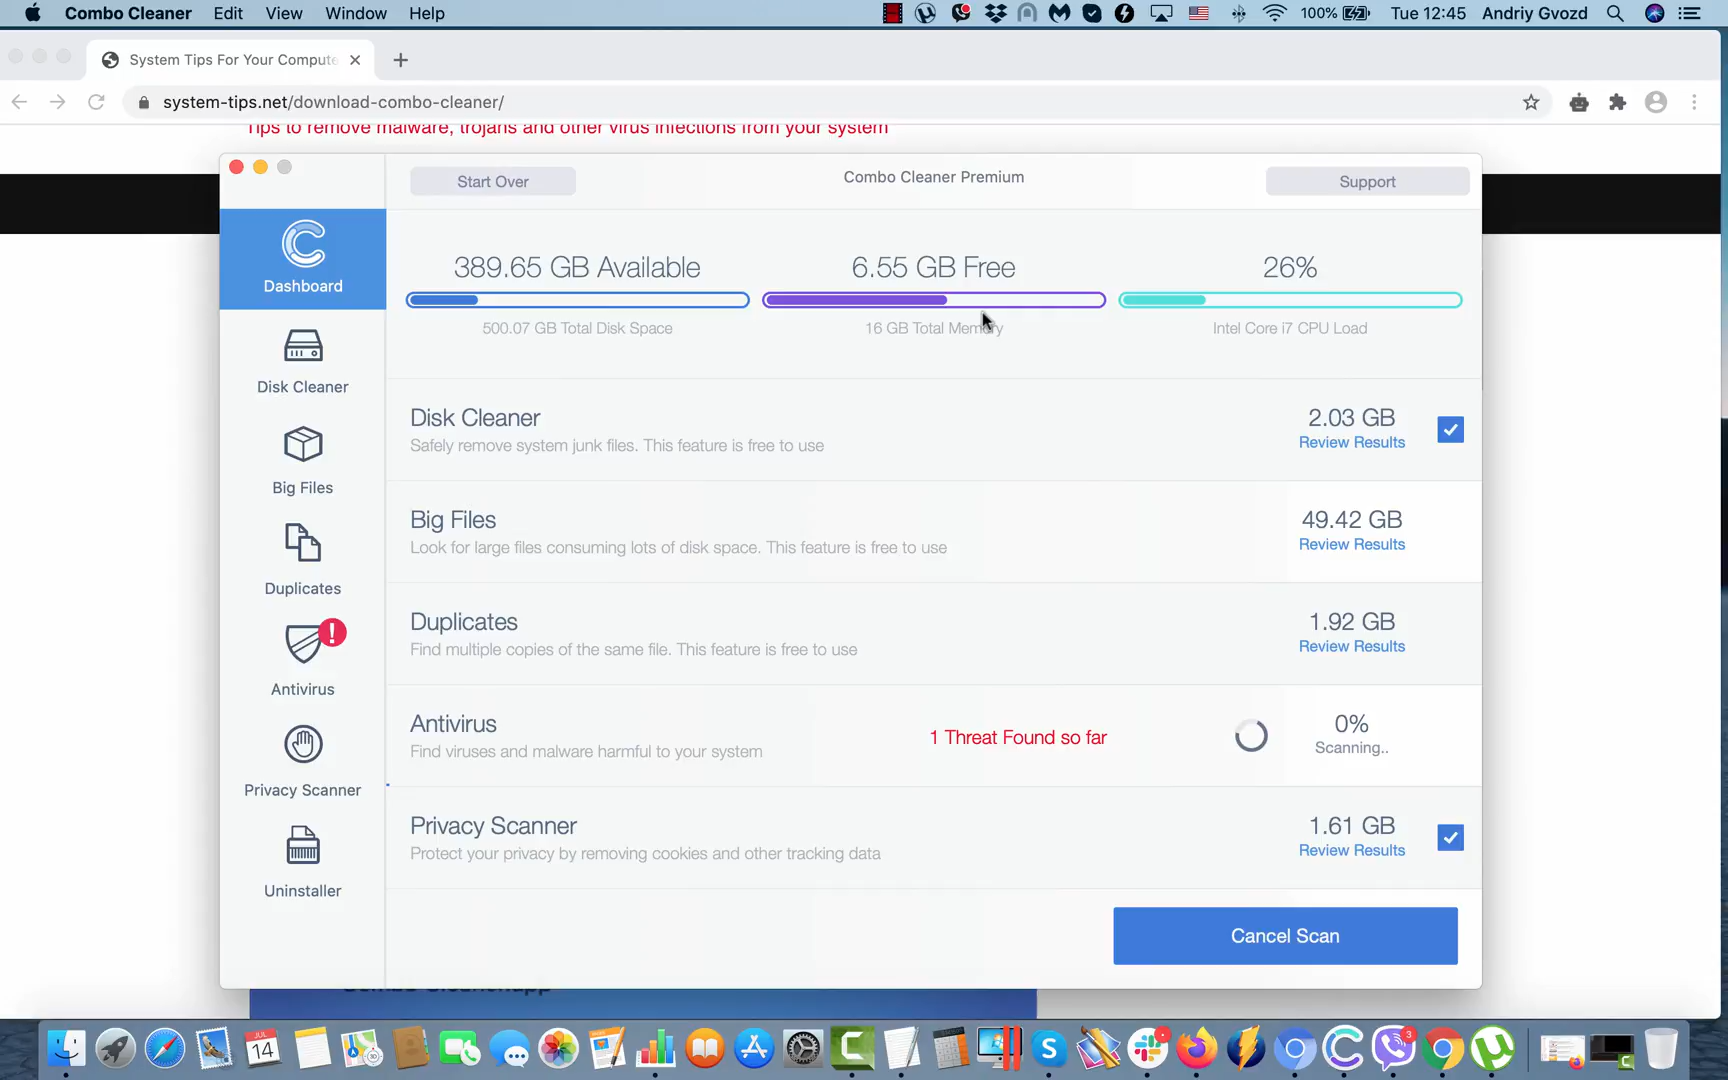 Combo Cleaner Edit View Window Help 100% Tue 12:45 Andriy Gvozd
System Tips For Your Compute
system-tips.net/download-combo-cleaner/
Tips to remove malware, trojans and other virus infections from your system
Start Over Combo Cleaner Premium Support
Dashboard
Disk Cleaner
Big Files
Duplicates
!
Antivirus
Privacy Scanner
Uninstaller
389.65 GB Available 6.55 GB Free 26%
500.07 GB Total Disk Space 16 GB Total Memory Intel Core i7 CPU Load
Disk Cleaner 2.03 GB
Safely remove system junk files. This feature is free to use Review Results
Big Files 49.42 GB
Look for large files consuming lots of disk space. This feature is free to use Review Results
Duplicates 1.92 GB
Find multiple copies of the same file. This feature is free to use Review Results
Antivirus 1 Threat Found so far 0%
Find viruses and malware harmful to your system Scanning..
Privacy Scanner 1.61 GB
Protect your privacy by removing cookies and other tracking data Review Results
Cancel Scan
JUL
14
3